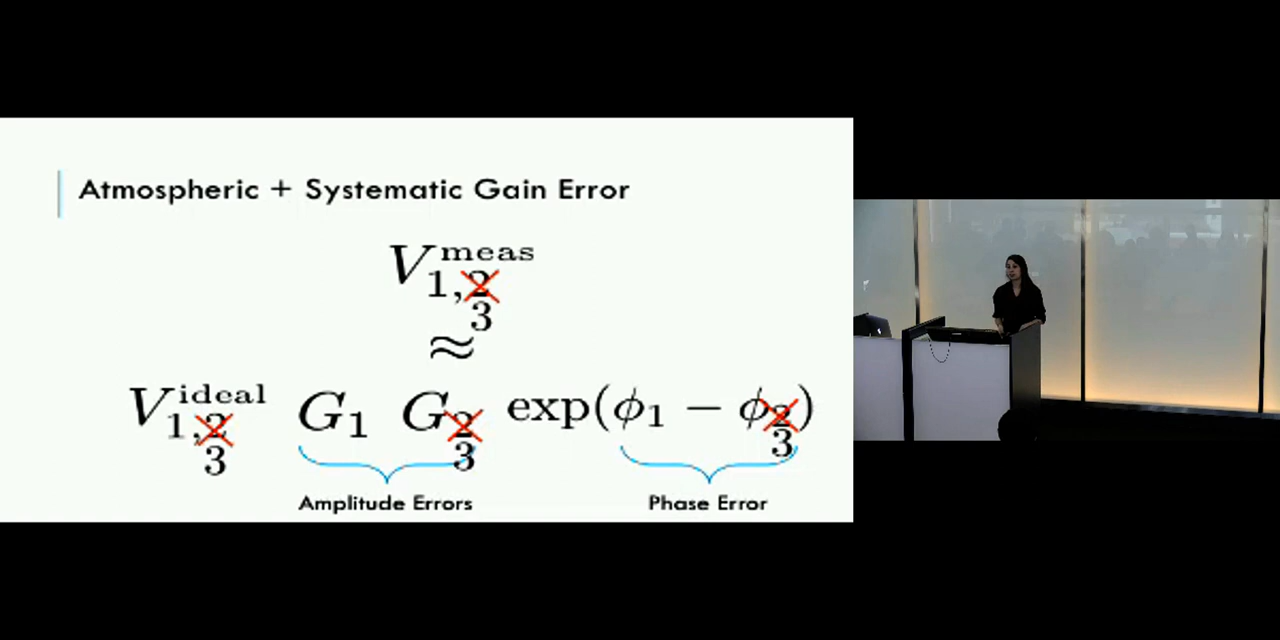 Atmospheric + Systematic Gain Error
V^meas_1,2
3
≈
V^ideal_1,2 G_1 G_2 exp(ϕ_1 − ϕ_2)
3 3 3
Amplitude Errors Phase Error